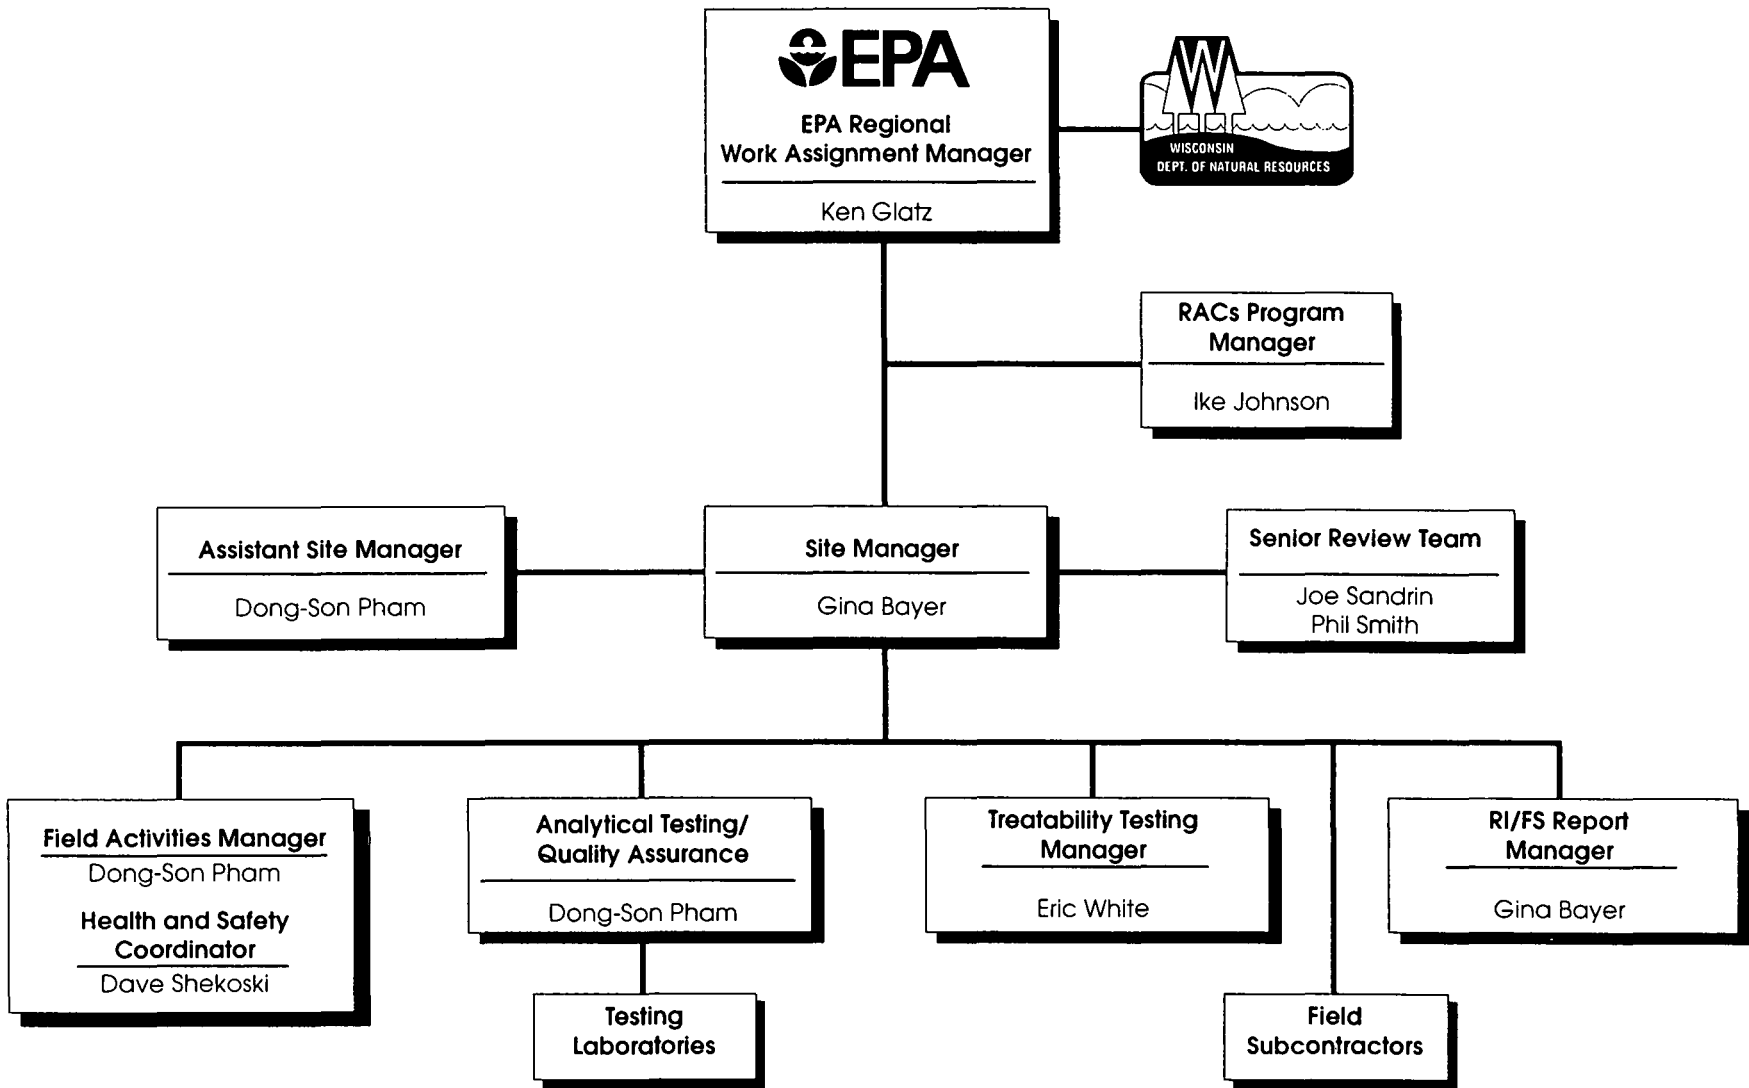 EPA
EPA Regional
Work Assignment Manager
Ken Glatz
W
WISCONSIN
DEPT. OF NATURAL RESOURCES
RACs Program
Manager
Ike Johnson
Assistant Site Manager
Dong-Son Pham
Site Manager
Gina Bayer
Senior Review Team
Joe Sandrin
Phil Smith
Field Activities Manager
Dong-Son Pham
Health and Safety
Coordinator
Dave Shekoski
Analytical Testing/
Quality Assurance
Dong-Son Pham
Testing
Laboratories
Treatability Testing
Manager
Eric White
Field
Subcontractors
RI/FS Report
Manager
Gina Bayer